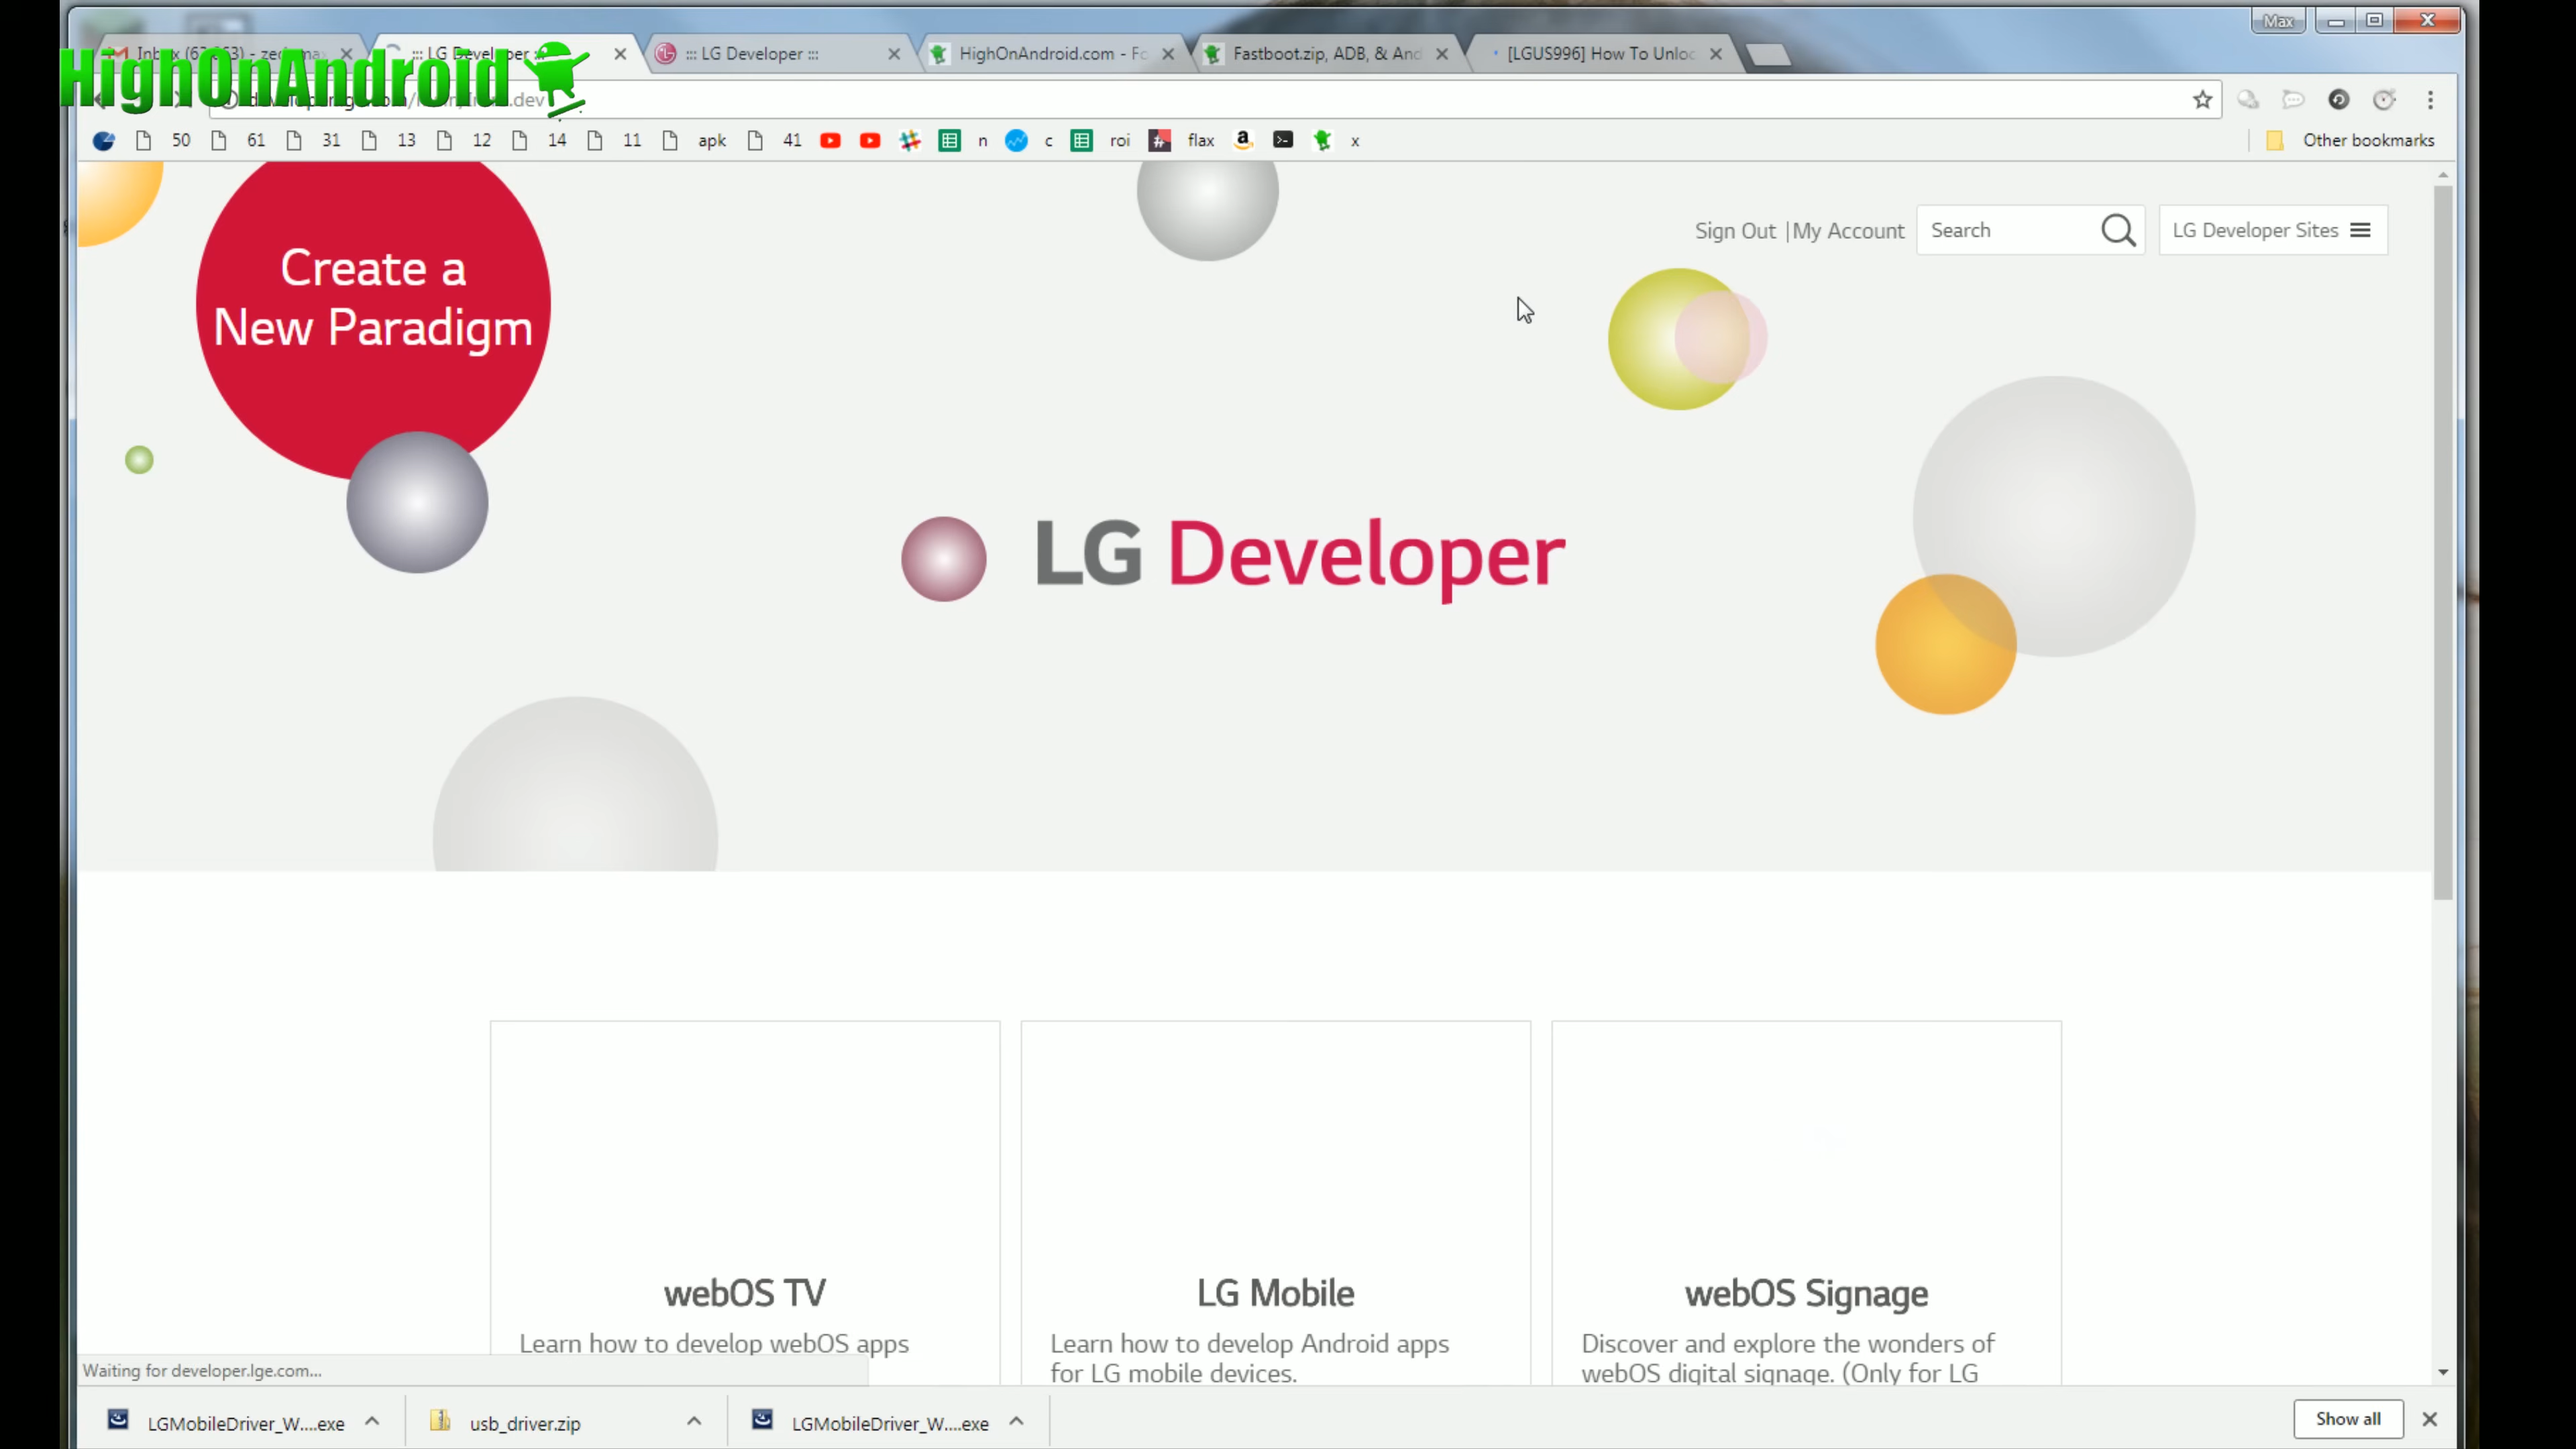 Max
HighOnAndroid
::: LG Developer :::
HighOnAndroid.com - Fo
Fastboot.zip, ADB, & And
[LGUS996] How To Unloc
50
61
31
13
12
14
11
apk
41
n
c
roi
flax
x
Other bookmarks
Create a
New Paradigm
Sign Out | My Account
Search
LG Developer Sites
LG Developer
webOS TV
Learn how to develop webOS apps
LG Mobile
Learn how to develop Android apps
for LG mobile devices.
webOS Signage
Discover and explore the wonders of
webOS digital signage. (Only for LG
Waiting for developer.lge.com...
LGMobileDriver_W....exe
usb_driver.zip
LGMobileDriver_W....exe
Show all